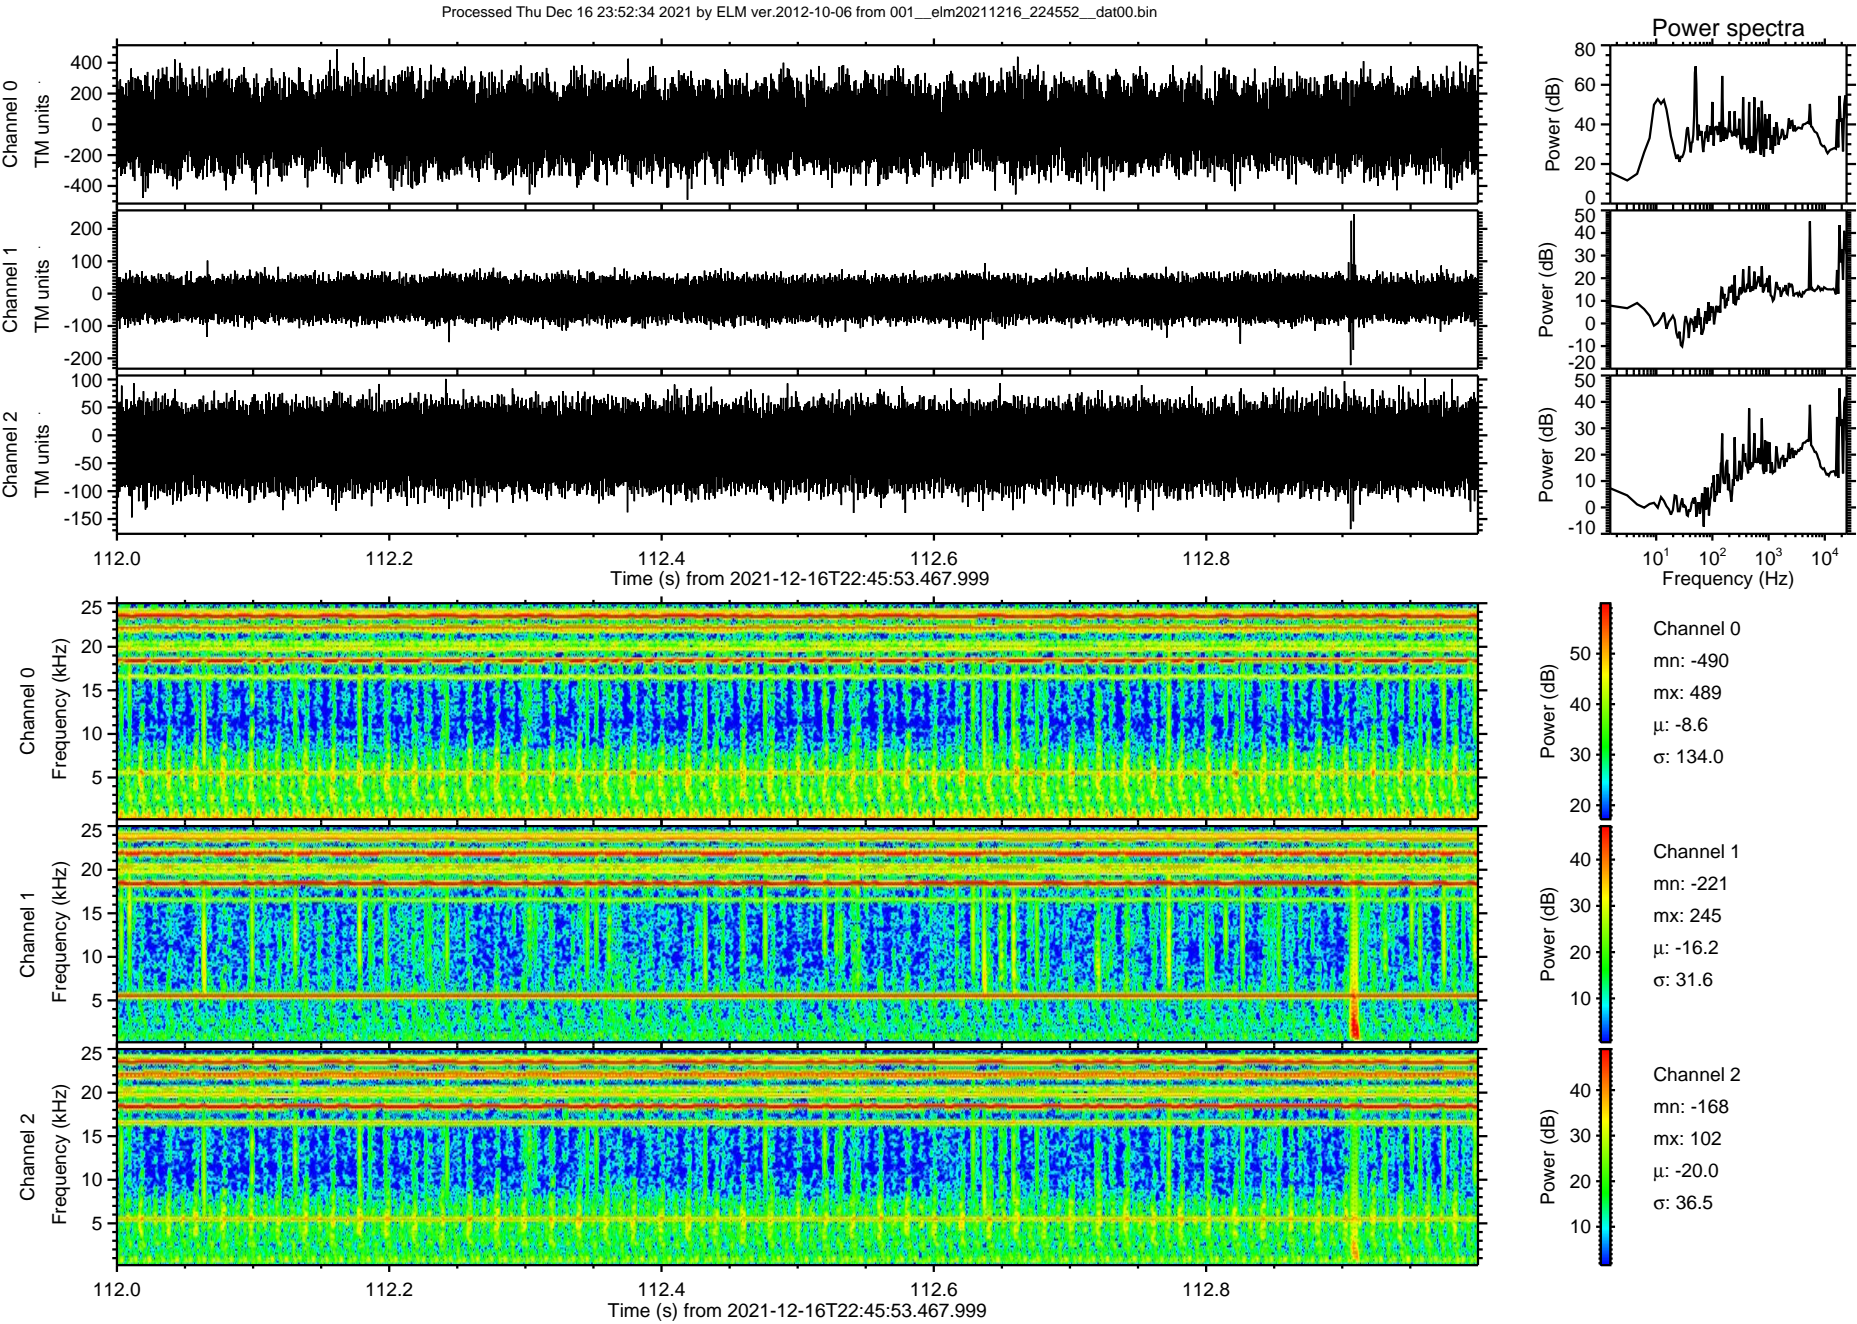 Processed Thu Dec 16 23:52:34 2021 by ELM ver.2012-10-06 from 001__elm20211216_224552__dat00.bin
Power spectra
Channel 0
TM units
400
200
0
-200
-400
Power (dB)
80
60
40
20
0
Channel 1
TM units
200
100
0
-100
-200
Power (dB)
50
40
30
20
10
0
-10
-20
Channel 2
TM units
100
50
0
-50
-100
-150
Power (dB)
50
40
30
20
10
0
-10
112.0 112.2 112.4 112.6 112.8
Time (s) from 2021-12-16T22:45:53.467.999
10^1 10^2 10^3 10^4
Frequency (Hz)
Channel 0
Frequency (kHz)
25
20
15
10
5
Power (dB)
50
40
30
20
Channel 0
mn: -490
mx: 489
μ: -8.6
σ: 134.0
Channel 1
Frequency (kHz)
25
20
15
10
5
Power (dB)
40
30
20
10
Channel 1
mn: -221
mx: 245
μ: -16.2
σ: 31.6
Channel 2
Frequency (kHz)
25
20
15
10
5
Power (dB)
40
30
20
10
Channel 2
mn: -168
mx: 102
μ: -20.0
σ: 36.5
112.0 112.2 112.4 112.6 112.8
Time (s) from 2021-12-16T22:45:53.467.999